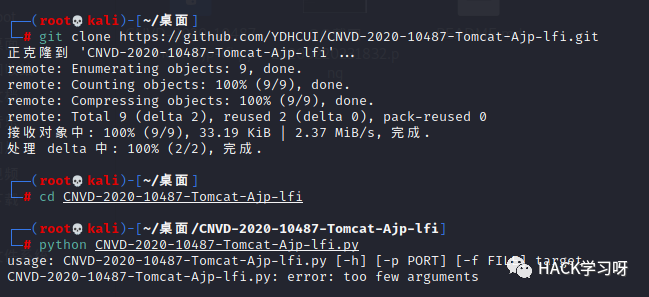 ┌──(root💀kali)-[~/桌面]
└─# git clone https://github.com/YDHCUI/CNVD-2020-10487-Tomcat-Ajp-lfi.git
正克隆到 'CNVD-2020-10487-Tomcat-Ajp-lfi'...
remote: Enumerating objects: 9, done.
remote: Counting objects: 100% (9/9), done.
remote: Compressing objects: 100% (9/9), done.
remote: Total 9 (delta 2), reused 2 (delta 0), pack-reused 0
接收对象中: 100% (9/9), 33.19 KiB | 2.37 MiB/s, 完成.
处理 delta 中: 100% (2/2), 完成.
┌──(root💀kali)-[~/桌面]
└─# cd CNVD-2020-10487-Tomcat-Ajp-lfi
┌──(root💀kali)-[~/桌面/CNVD-2020-10487-Tomcat-Ajp-lfi]
└─# python CNVD-2020-10487-Tomcat-Ajp-lfi.py
usage: CNVD-2020-10487-Tomcat-Ajp-lfi.py [-h] [-p PORT] [-f FILE] target
CNVD-2020-10487-Tomcat-Ajp-lfi.py: error: too few arguments
HACK学习呀